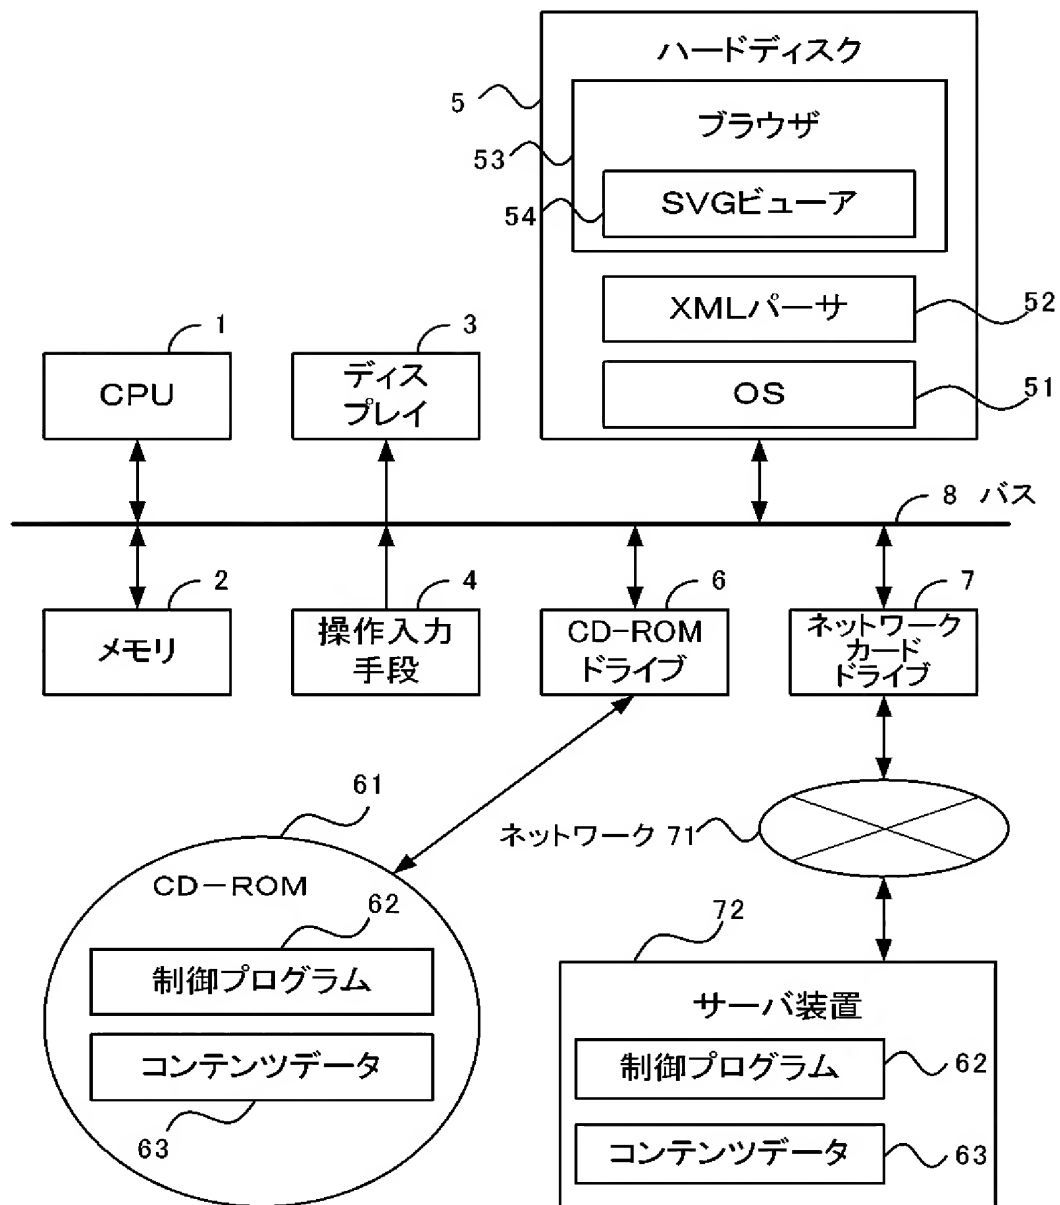 ハードディスク
5
ブラウザ
53
SVGビューア
54
XMLパーサ
52
1
3
CPU
ディス
プレイ
OS
51
8 バス
2
4
6
7
メモリ
操作入力
手段
CD-ROM
ドライブ
ネットワーク
カード
ドライブ
61
ネットワーク 71
CD-ROM
62
72
制御プログラム
サーバ装置
コンテンツデータ
制御プログラム
62
63
コンテンツデータ
63